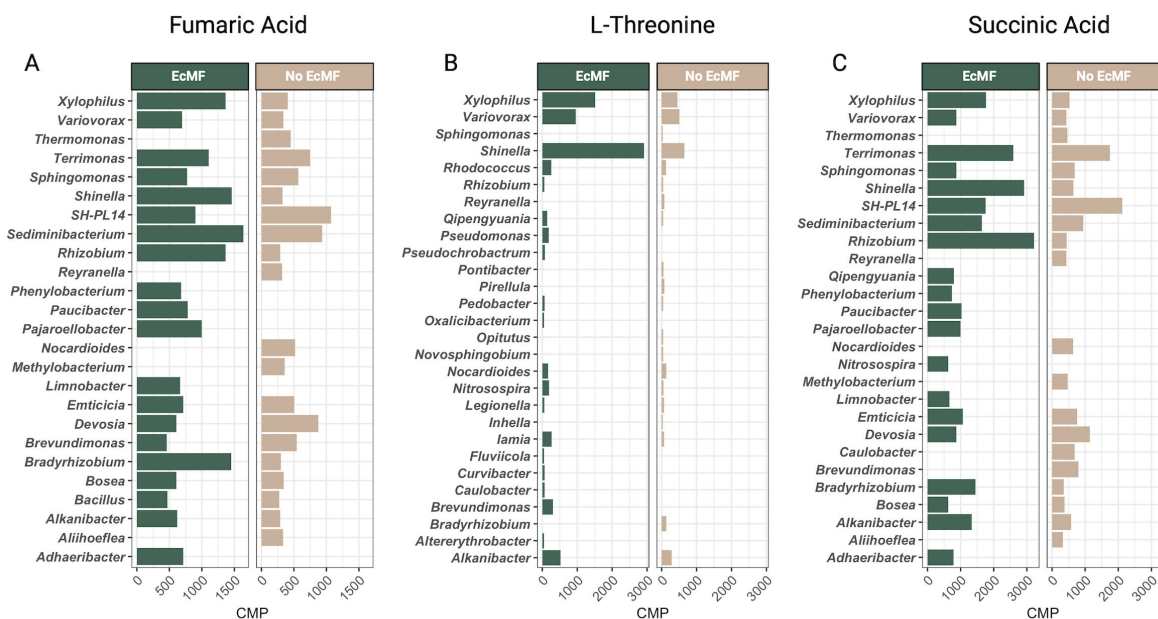 Fumaric Acid
L-Threonine
Succinic Acid
A
EcMF
No EcMF
Xylophilus
Variovorax
Thermomonas
Terrimonas
Sphingomonas
Shinella
SH-PL14
Sediminibacterium
Rhizobium
Reyranella
Phenylobacterium
Paucibacter
Pajaroellobacter
Nocardioides
Methylobacterium
Limnobacter
Emticicia
Devosia
Brevundimonas
Bradyrhizobium
Bosea
Bacillus
Alkanibacter
Aliihoeflea
Adhaeribacter
0 500 1000 1500 0 500 1000 1500
CMP
B
EcMF
No EcMF
Xylophilus
Variovorax
Sphingomonas
Shinella
Rhodococcus
Rhizobium
Reyranella
Qipengyuania
Pseudomonas
Pseudochrobactrum
Pontibacter
Pirellula
Pedobacter
Oxalicibacterium
Opitutus
Novosphingobium
Nocardioides
Nitrosospira
Legionella
Inhella
Iamia
Fluviicola
Curvibacter
Caulobacter
Brevundimonas
Bradyrhizobium
Altererythrobacter
Alkanibacter
0 1000 2000 3000 0 1000 2000 3000
CMP
C
EcMF
No EcMF
Xylophilus
Variovorax
Thermomonas
Terrimonas
Sphingomonas
Shinella
SH-PL14
Sediminibacterium
Rhizobium
Reyranella
Qipengyuania
Phenylobacterium
Paucibacter
Pajaroellobacter
Nocardioides
Nitrosospira
Methylobacterium
Limnobacter
Emticicia
Devosia
Caulobacter
Brevundimonas
Bradyrhizobium
Bosea
Alkanibacter
Aliihoeflea
Adhaeribacter
0 1000 2000 3000 0 1000 2000 3000
CMP